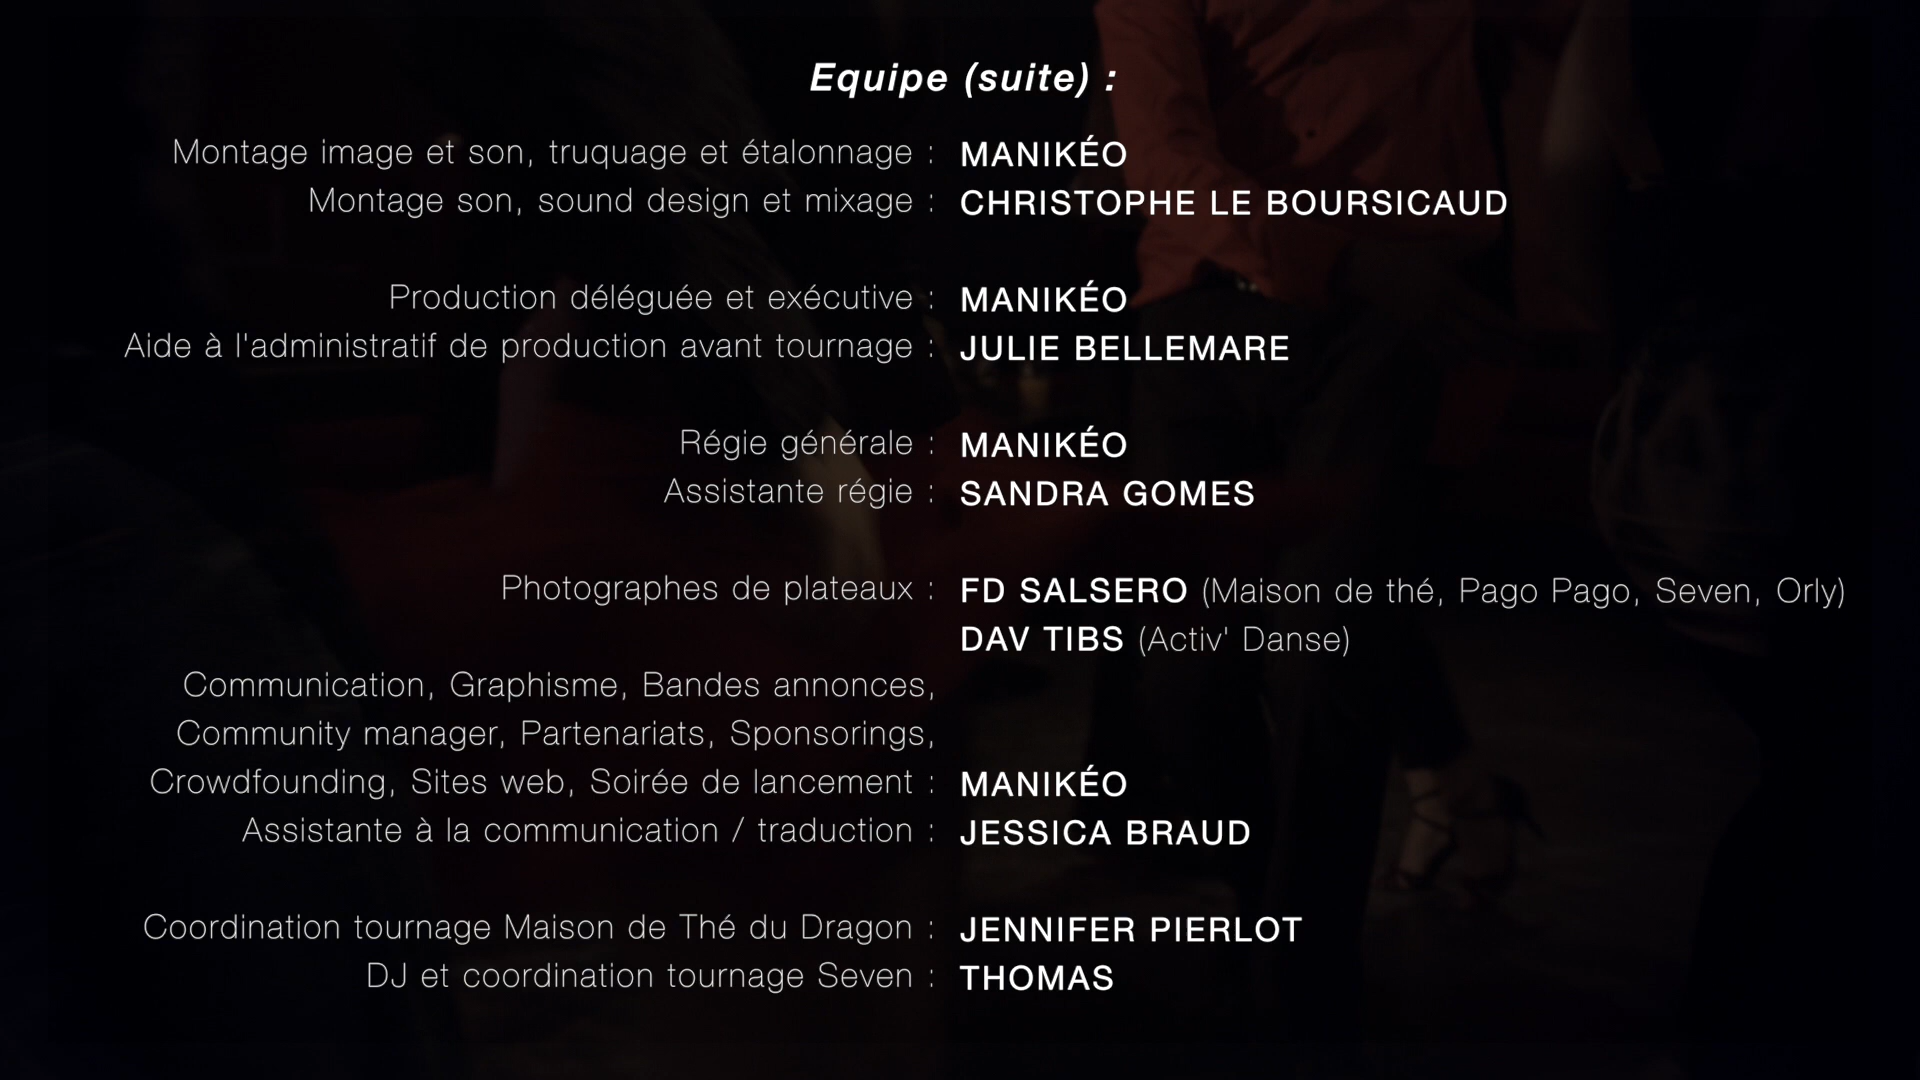 Equipe (suite) :
Montage image et son, truquage et étalonnage : MANIKÉO
Montage son, sound design et mixage : CHRISTOPHE LE BOURSICAUD
Production déléguée et exécutive : MANIKÉO
Aide à l'administratif de production avant tournage : JULIE BELLEMARE
Régie générale : MANIKÉO
Assistante régie : SANDRA GOMES
Photographes de plateaux : FD SALSERO (Maison de thé, Pago Pago, Seven, Orly)
DAV TIBS (Activ' Danse)
Communication, Graphisme, Bandes annonces,
Community manager, Partenariats, Sponsorings,
Crowdfounding, Sites web, Soirée de lancement : MANIKÉO
Assistante à la communication / traduction : JESSICA BRAUD
Coordination tournage Maison de Thé du Dragon : JENNIFER PIERLOT
DJ et coordination tournage Seven : THOMAS